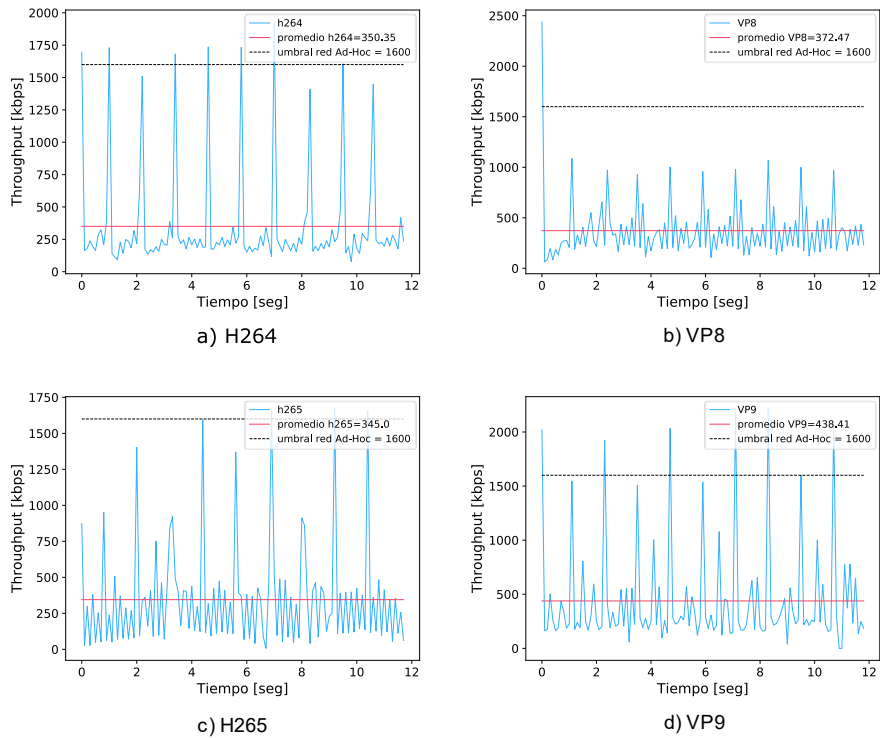 h264
promedio h264=350.35
umbral red Ad-Hoc = 1600
Throughput [kbps]
2000
1750
1500
1250
1000
750
500
250
0
0 2 4 6 8 10 12
Tiempo [seg]
a) H264
VP8
promedio VP8=372.47
umbral red Ad-Hoc = 1600
Throughput [kbps]
2500
2000
1500
1000
500
0
0 2 4 6 8 10 12
Tiempo [seg]
b) VP8
h265
promedio h265=345.0
umbral red Ad-Hoc = 1600
Throughput [kbps]
1750
1500
1250
1000
750
500
250
0
0 2 4 6 8 10 12
Tiempo [seg]
c) H265
VP9
promedio VP9=438.41
umbral red Ad-Hoc = 1600
Throughput [kbps]
2000
1500
1000
500
0
0 2 4 6 8 10 12
Tiempo [seg]
d) VP9